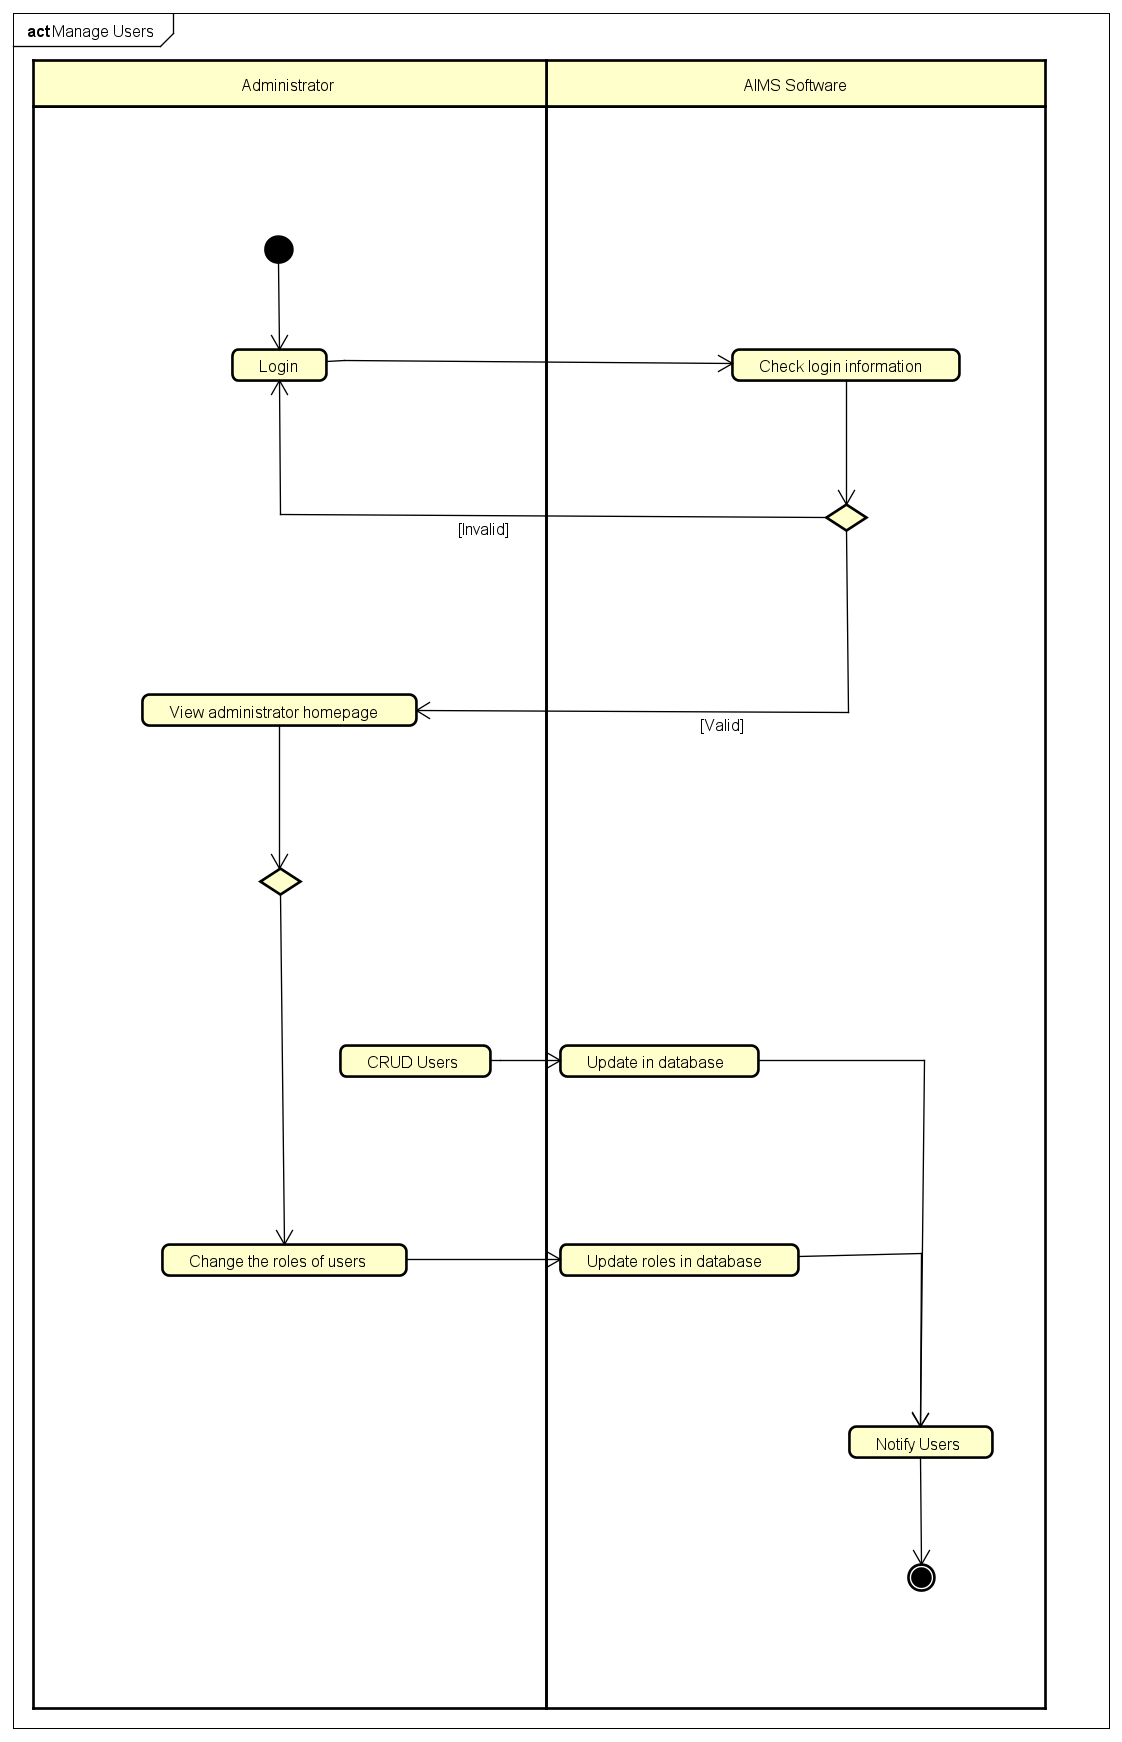 act Manage Users
Administrator
AIMS Software
Login
Check login information
[Invalid]
View administrator homepage
[Valid]
CRUD Users
Update in database
Change the roles of users
Update roles in database
Notify Users